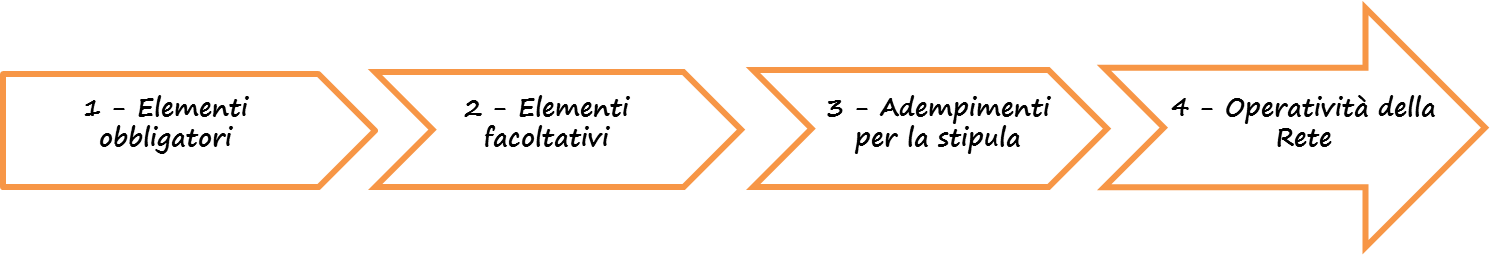 1 - Elementi
obbligatori
2 - Elementi
facoltativi
3 - Adempimenti
per la stipula
4 - Operatività della
Rete